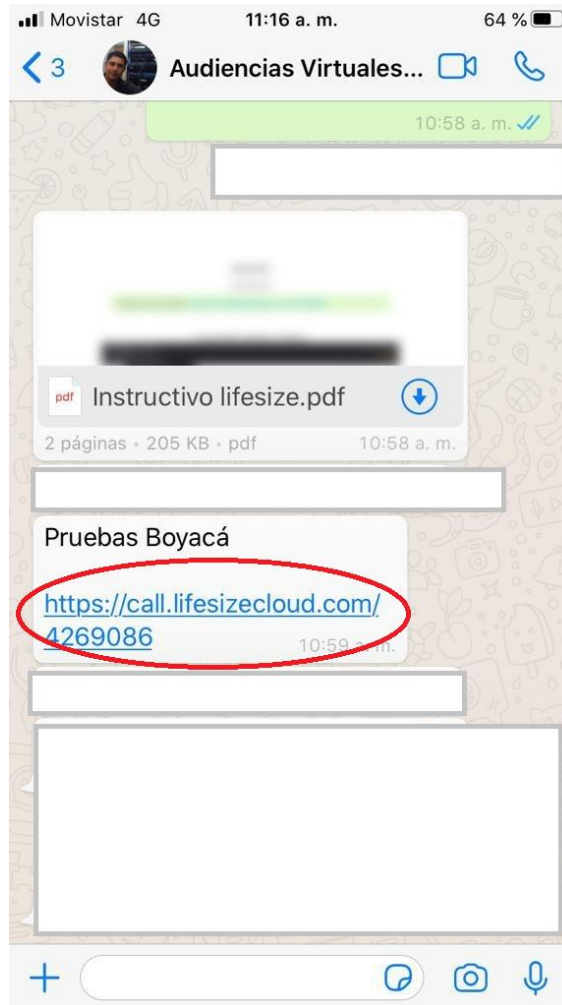 Movistar 4G 11:16 a. m. 64 %
3 Audiencias Virtuales...
10:58 a. m.
pdf Instructivo lifesize.pdf
2 páginas • 205 KB • pdf 10:58 a. m.
Pruebas Boyacá
https://call.lifesizecloud.com/
4269086 10:59 a. m.